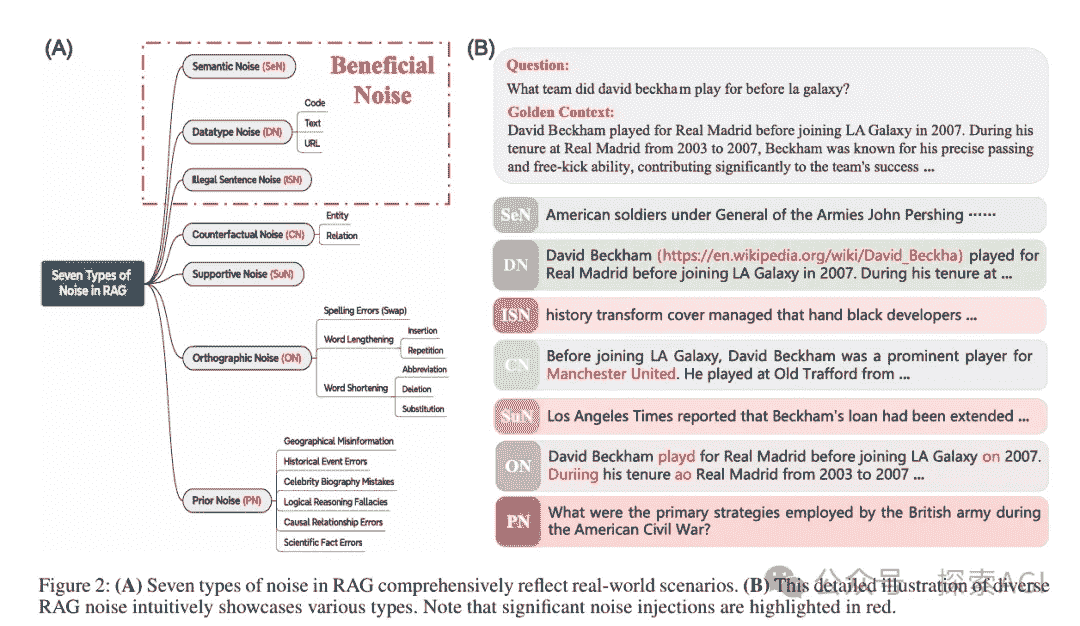 (A)
Seven Types of
Noise in RAG
Semantic Noise (SeN)
Datatype Noise (DN)
Code
Text
URL
Illegal Sentence Noise (ISN)
Beneficial
Noise
Counterfactual Noise (CN)
Entity
Relation
Supportive Noise (SuN)
Orthographic Noise (ON)
Spelling Errors (Swap)
Word Lengthening
Insertion
Repetition
Word Shortening
Abbreviation
Deletion
Substitution
Prior Noise (PN)
Geographical Misinformation
Historical Event Errors
Celebrity Biography Mistakes
Logical Reasoning Fallacies
Causal Relationship Errors
Scientific Fact Errors
(B)
Question:
What team did david beckham play for before la galaxy?
Golden Context:
David Beckham played for Real Madrid before joining LA Galaxy in 2007. During his
tenure at Real Madrid from 2003 to 2007, Beckham was known for his precise passing
and free-kick ability, contributing significantly to the team's success ...
SeN
American soldiers under General of the Armies John Pershing ······
DN
David Beckham (https://en.wikipedia.org/wiki/David_Beckha) played for
Real Madrid before joining LA Galaxy in 2007. During his tenure at ...
ISN
history transform cover managed that hand black developers ...
CN
Before joining LA Galaxy, David Beckham was a prominent player for
Manchester United. He played at Old Trafford from ...
SuN
Los Angeles Times reported that Beckham's loan had been extended ...
ON
David Beckham playd for Real Madrid before joining LA Galaxy on 2007.
Duriing his tenure ao Real Madrid from 2003 to 2007 ...
PN
What were the primary strategies employed by the British army during
the American Civil War?
Figure 2: (A) Seven types of noise in RAG comprehensively reflect real-world scenarios. (B) This detailed illustration of diverse
RAG noise intuitively showcases various types. Note that significant noise injections are highlighted in red.
公众号 探索AGI